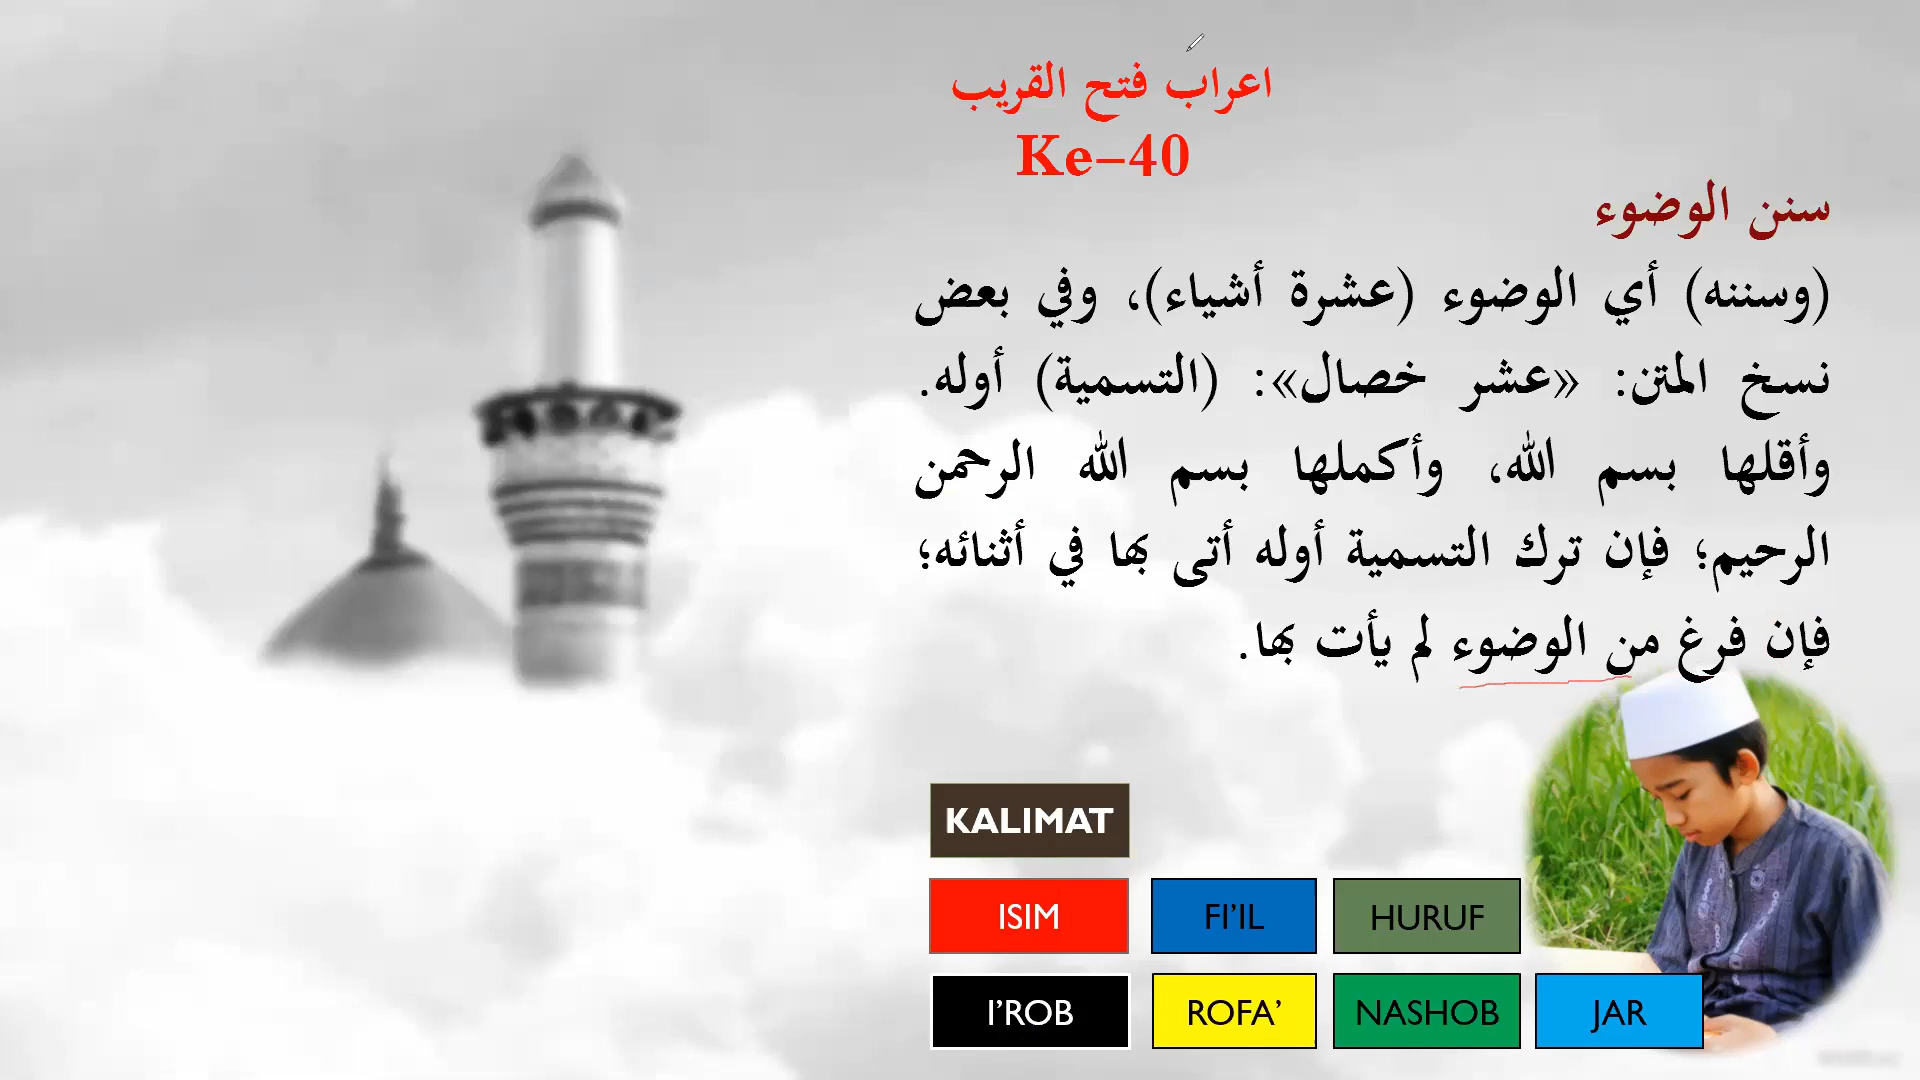 اعراب فتح القريب
Ke-40
سنن الوضوء
(وسننه) أي الوضوء (عشرة أشياء)، وفي بعض
نسخ المتن: «عشر خصال»: (التسمية) أوله.
وأقلها بسم الله، وأكملها بسم الله الرحمن
الرحيم؛ فإن ترك التسمية أوله أتى بها في أثنائه؛
فإن فرغ من الوضوء لم يأت بها.
KALIMAT
ISIM FI’IL HURUF
I’ROB ROFA’ NASHOB JAR